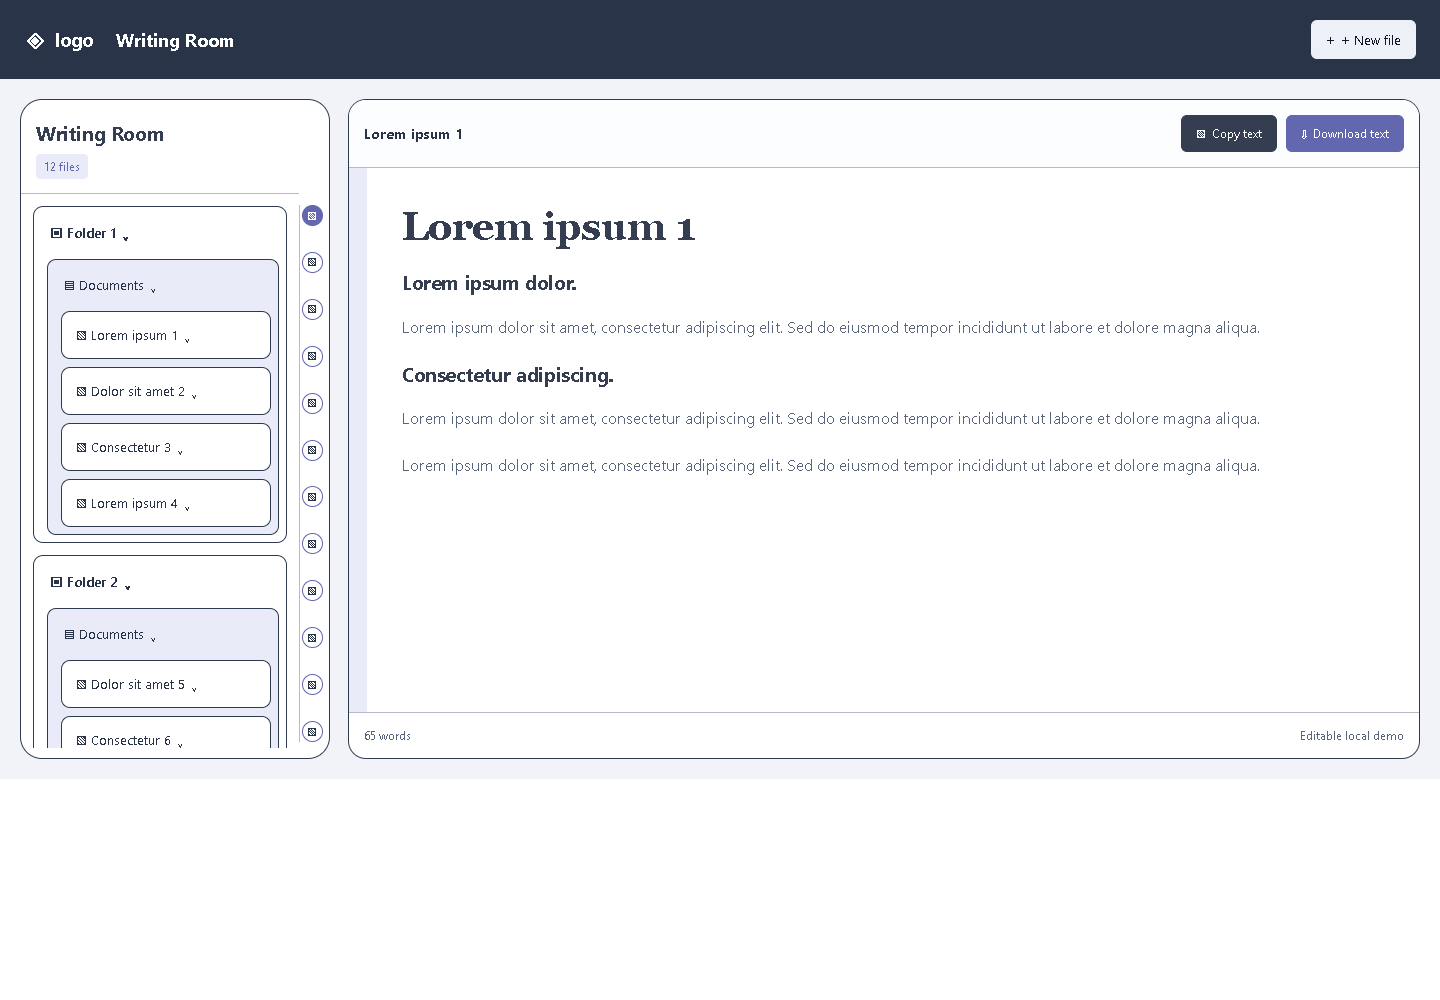 logo Writing Room
+ + New file
Writing Room
12 files
Folder 1
Documents
Lorem ipsum 1
Dolor sit amet 2
Consectetur 3
Lorem ipsum 4
Folder 2
Documents
Dolor sit amet 5
Consectetur 6
Lorem ipsum 1
Copy text
Download text
Lorem ipsum 1
Lorem ipsum dolor.
Lorem ipsum dolor sit amet, consectetur adipiscing elit. Sed do eiusmod tempor incididunt ut labore et dolore magna aliqua.
Consectetur adipiscing.
Lorem ipsum dolor sit amet, consectetur adipiscing elit. Sed do eiusmod tempor incididunt ut labore et dolore magna aliqua.
Lorem ipsum dolor sit amet, consectetur adipiscing elit. Sed do eiusmod tempor incididunt ut labore et dolore magna aliqua.
65 words
Editable local demo